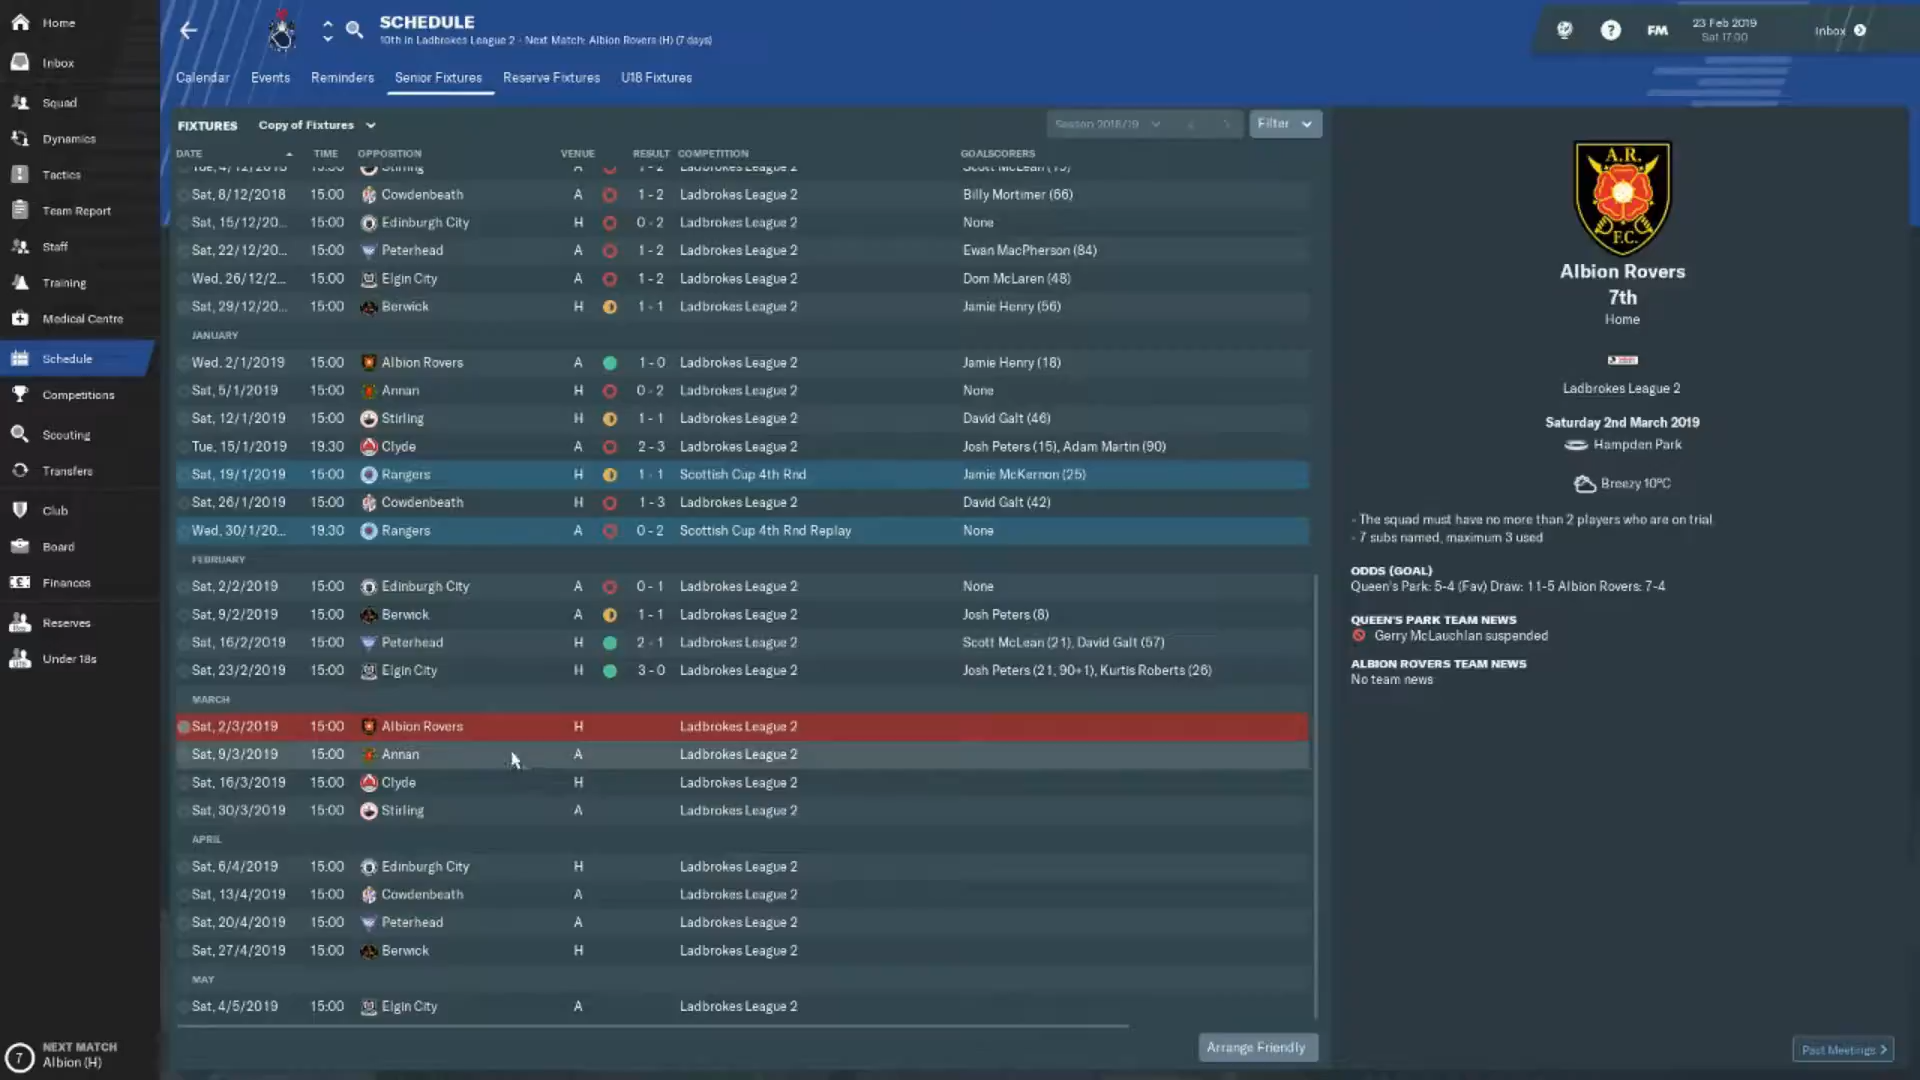 Home
Inbox
Squad
Dynamics
Tactics
Team Report
Staff
Training
Medical Centre
Schedule
Competitions
Scouting
Transfers
Club
Board
Finances
Reserves
Under 18s
7 NEXT MATCH
Albion (H)
SCHEDULE
10th in Ladbrokes League 2 - Next Match: Albion Rovers (H) (7 days)
FM
23 Feb 2019
Sat 17:00
Inbox
Calendar Events Reminders Senior Fixtures Reserve Fixtures U18 Fixtures
FIXTURES Copy of Fixtures Season 2018/19 Filter
DATE TIME OPPOSITION VENUE RESULT COMPETITION GOALSCORERS
Stirling A 1 - 2 Ladbrokes League 2
Sat, 8/12/2018 15:00 Cowdenbeath A 1 - 2 Ladbrokes League 2 Billy Mortimer (66)
Sat, 15/12/20... 15:00 Edinburgh City H 0 - 2 Ladbrokes League 2 None
Sat, 22/12/20... 15:00 Peterhead A 1 - 2 Ladbrokes League 2 Ewan MacPherson (84)
Wed, 26/12/2... 15:00 Elgin City A 1 - 2 Ladbrokes League 2 Dom McLaren (48)
Sat, 29/12/20... 15:00 Berwick H 1 - 1 Ladbrokes League 2 Jamie Henry (56)
JANUARY
Wed, 2/1/2019 15:00 Albion Rovers A 1 - 0 Ladbrokes League 2 Jamie Henry (18)
Sat, 5/1/2019 15:00 Annan H 0 - 2 Ladbrokes League 2 None
Sat, 12/1/2019 15:00 Stirling H 1 - 1 Ladbrokes League 2 David Galt (46)
Tue, 15/1/2019 19:30 Clyde A 2 - 3 Ladbrokes League 2 Josh Peters (15), Adam Martin (90)
Sat, 19/1/2019 15:00 Rangers H 1 - 1 Scottish Cup 4th Rnd Jamie McKernon (25)
Sat, 26/1/2019 15:00 Cowdenbeath H 1 - 3 Ladbrokes League 2 David Galt (42)
Wed, 30/1/20... 19:30 Rangers A 0 - 2 Scottish Cup 4th Rnd Replay None
FEBRUARY
Sat, 2/2/2019 15:00 Edinburgh City A 0 - 1 Ladbrokes League 2 None
Sat, 9/2/2019 15:00 Berwick A 1 - 1 Ladbrokes League 2 Josh Peters (8)
Sat, 16/2/2019 15:00 Peterhead H 2 - 1 Ladbrokes League 2 Scott McLean (21), David Galt (57)
Sat, 23/2/2019 15:00 Elgin City H 3 - 0 Ladbrokes League 2 Josh Peters (21, 90+1), Kurtis Roberts (26)
MARCH
Sat, 2/3/2019 15:00 Albion Rovers H Ladbrokes League 2
Sat, 9/3/2019 15:00 Annan A Ladbrokes League 2
Sat, 16/3/2019 15:00 Clyde H Ladbrokes League 2
Sat, 30/3/2019 15:00 Stirling A Ladbrokes League 2
APRIL
Sat, 6/4/2019 15:00 Edinburgh City H Ladbrokes League 2
Sat, 13/4/2019 15:00 Cowdenbeath A Ladbrokes League 2
Sat, 20/4/2019 15:00 Peterhead A Ladbrokes League 2
Sat, 27/4/2019 15:00 Berwick H Ladbrokes League 2
MAY
Sat, 4/5/2019 15:00 Elgin City A Ladbrokes League 2
Arrange Friendly
A.R.
F.C.
Albion Rovers
7th
Home
Ladbrokes League 2
Saturday 2nd March 2019
Hampden Park
Breezy 10°C
- The squad must have no more than 2 players who are on trial
- 7 subs named, maximum 3 used
ODDS (GOAL)
Queen's Park: 5-4 (Fav) Draw: 11-5 Albion Rovers: 7-4
QUEEN'S PARK TEAM NEWS
Gerry McLauchlan suspended
ALBION ROVERS TEAM NEWS
No team news
Past Meetings >